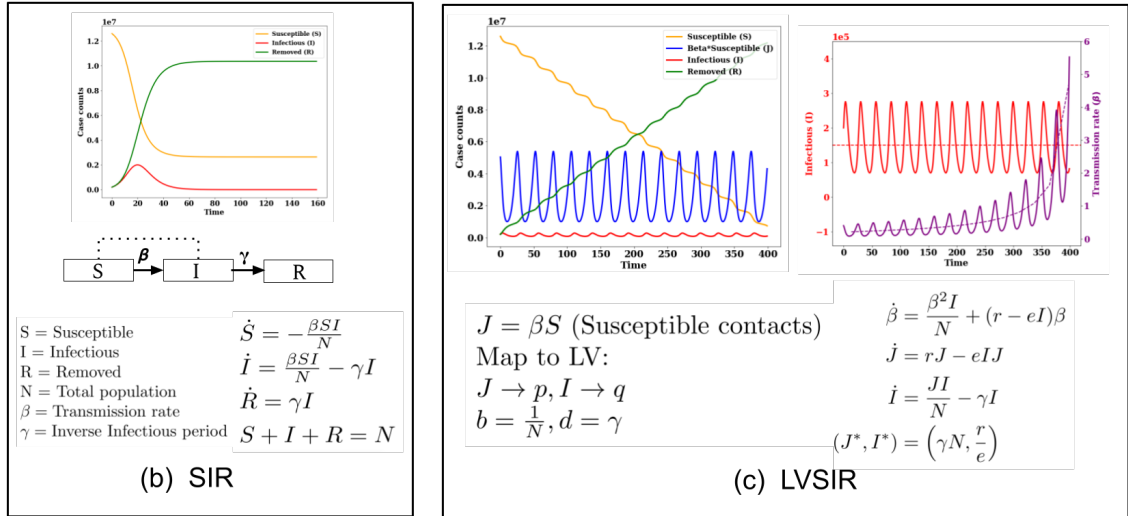 1e7
Susceptible (S)
Infectious (I)
Removed (R)
Case counts
1.2
1.0
0.8
0.6
0.4
0.2
0.0
0 20 40 60 80 100 120 140 160
Time
S β I γ R
S = Susceptible
I = Infectious
R = Removed
N = Total population
β = Transmission rate
γ = Inverse Infectious period
Ṡ = −βSI/N
İ = βSI/N − γI
Ṙ = γI
S + I + R = N
(b) SIR
1e7
Susceptible (S)
Beta*Susceptible (J)
Infectious (I)
Removed (R)
Case counts
1.2
1.0
0.8
0.6
0.4
0.2
0.0
0 50 100 150 200 250 300 350 400
Time
1e5
Infectious (I)
4
3
2
1
0
−1
0 50 100 150 200 250 300 350 400
Time
6
5
4
3
2
1
0
Transmission rate (β)
J = βS (Susceptible contacts)
Map to LV:
J → p, I → q
b = 1/N, d = γ
β̇ = β²I/N + (r − eI)β
J̇ = rJ − eIJ
İ = JI/N − γI
(J*, I*) = (γN, r/e)
(c) LVSIR